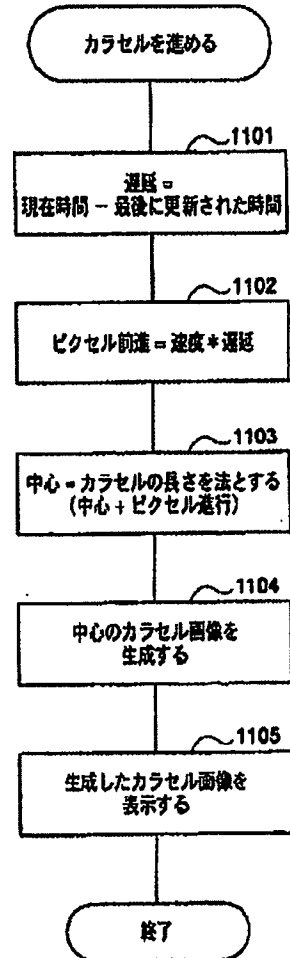 カラセルを進める
1101
遅延=
現在時間-最後に更新された時間
1102
ピクセル前進=速度*遅延
1103
中心=カラセルの長さを法とする
(中心+ピクセル進行)
1104
中心のカラセル画像を
生成する
1105
生成したカラセル画像を
表示する
終了